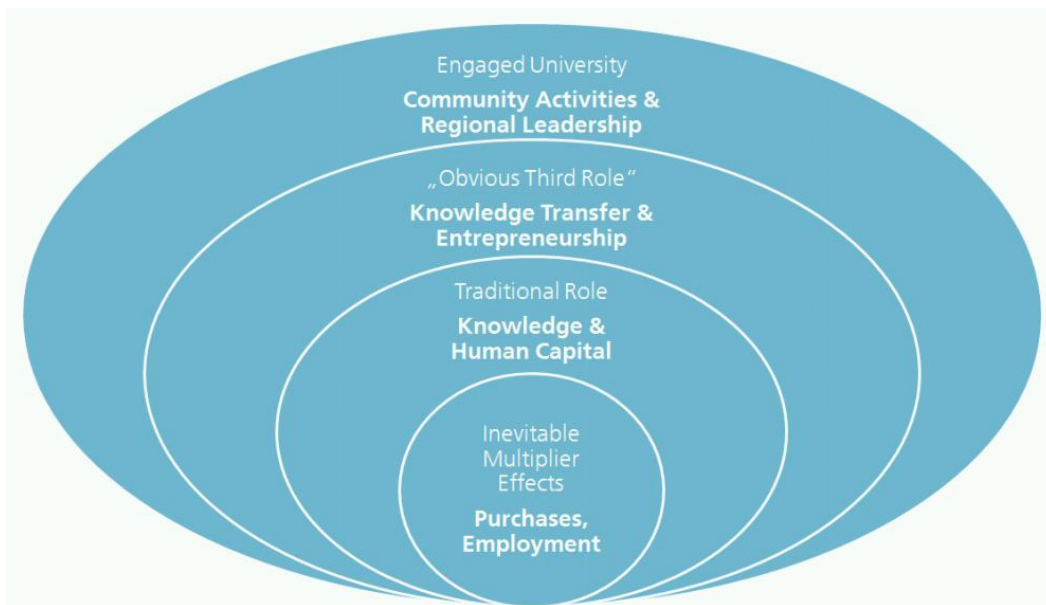 Engaged University
Community Activities &
Regional Leadership
„Obvious Third Role“
Knowledge Transfer &
Entrepreneurship
Traditional Role
Knowledge &
Human Capital
Inevitable
Multiplier
Effects
Purchases,
Employment